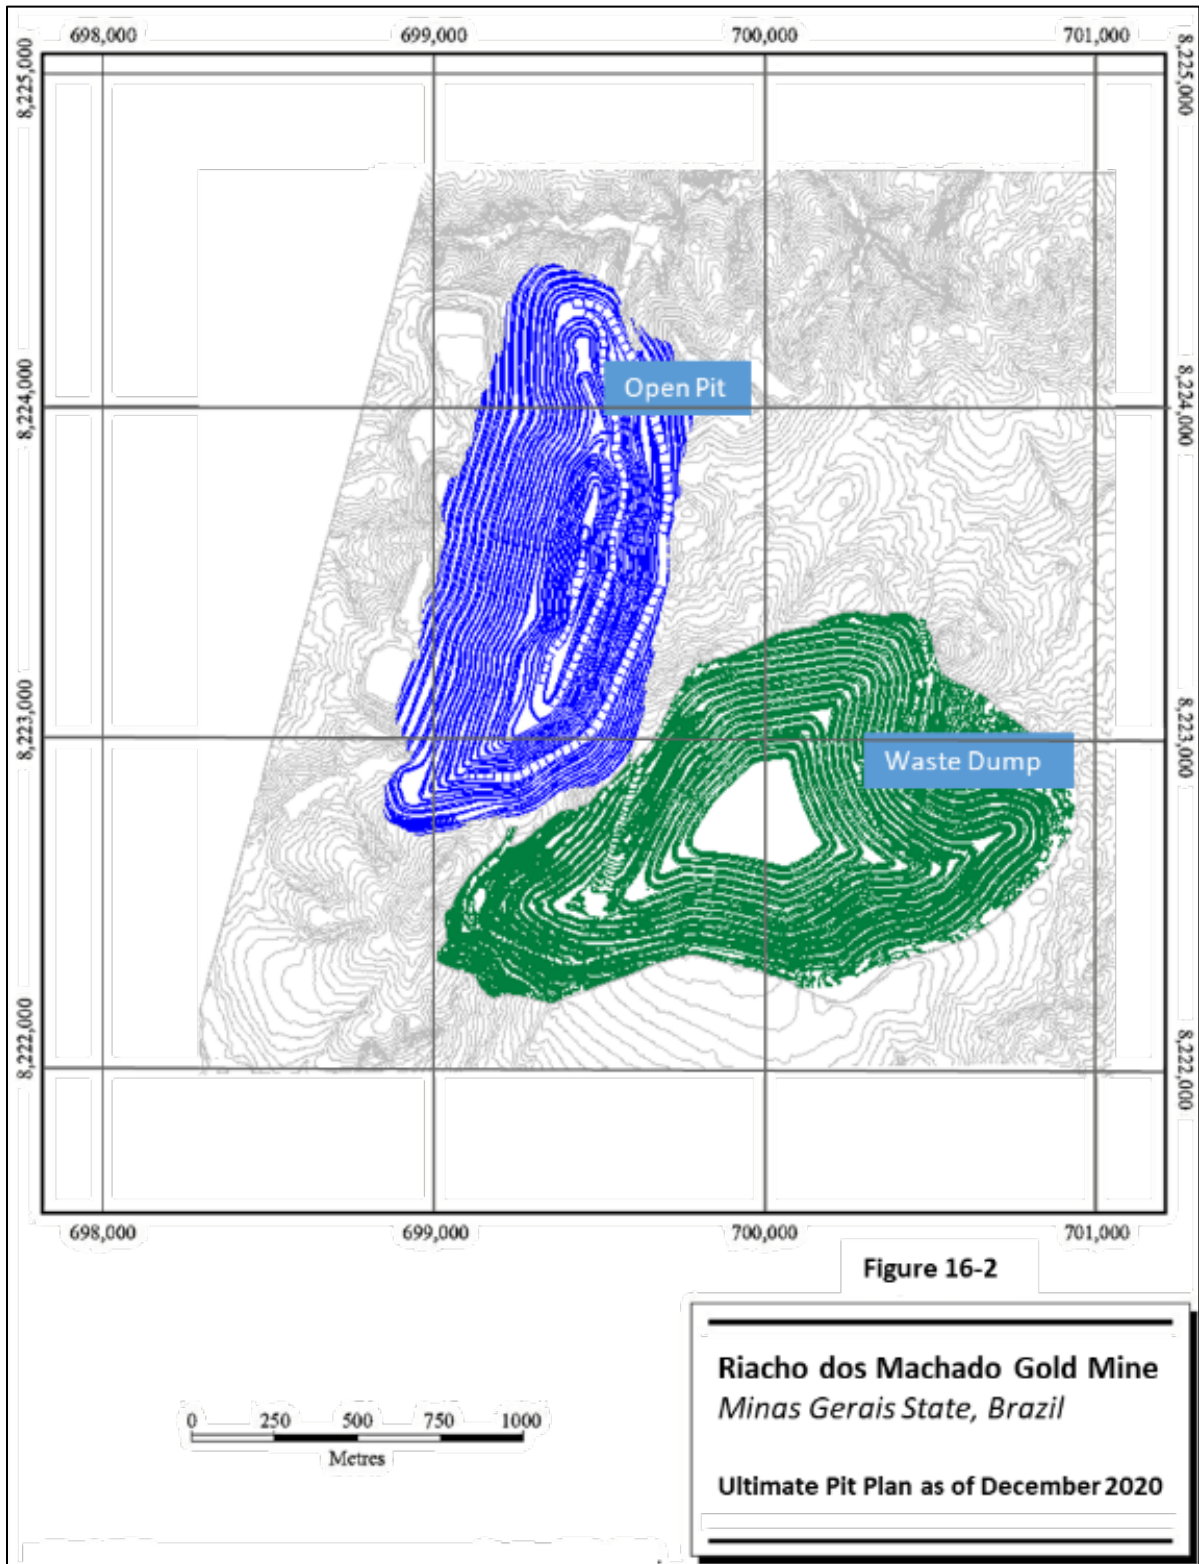 698,000 699,000 700,000 701,000
8,225,000 8,225,000
Open Pit
8,224,000 8,224,000
8,223,000 8,223,000
Waste Dump
8,222,000 8,222,000
698,000 699,000 700,000 701,000
Figure 16-2
Riacho dos Machado Gold Mine
Minas Gerais State, Brazil
0 250 500 750 1000
Metres
Ultimate Pit Plan as of December 2020